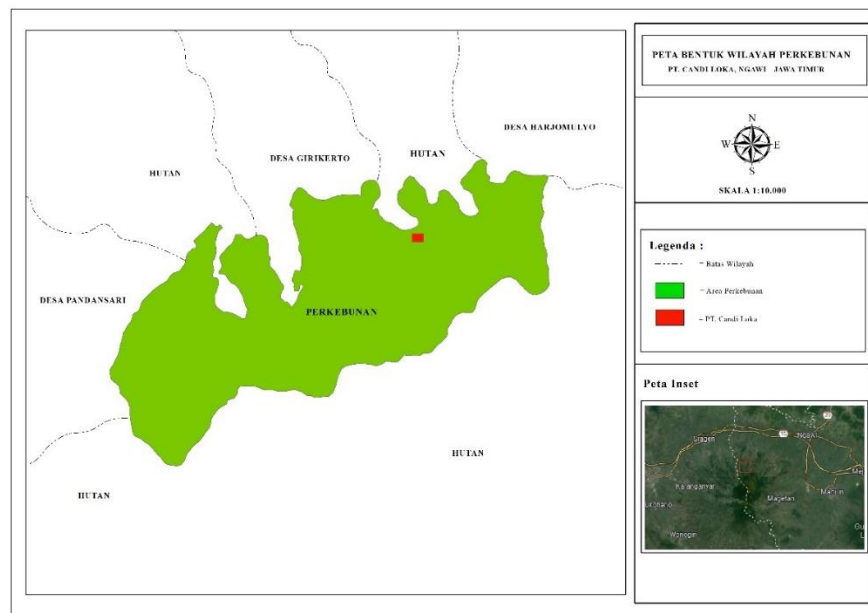 PETA BENTUK WILAYAH PERKEBUNAN
PT. CANDI LOKA, NGAWI - JAWA TIMUR
N
W E
S
SKALA 1:10.000
Legenda :
= Batas Wilayah
= Area Perkebunan
= PT. Candi Loka
Peta Inset
Sragen
NGAWI
Karanganyar
Magetan
Madiun
Wonogiri
DESA HARJOMULYO
HUTAN
DESA GIRIKERTO
HUTAN
DESA PANDANSARI
PERKEBUNAN
HUTAN
HUTAN